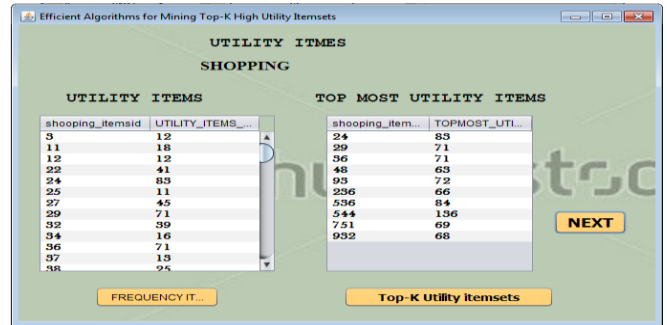 Efficient Algorithms for Mining Top-K High Utility Itemsets
UTILITY ITMES
SHOPPING
UTILITY ITEMS
TOP MOST UTILITY ITEMS
shooping_itemsid UTILITY_ITEMS_...
3 12
11 18
12 12
22 41
24 83
25 11
27 45
29 71
32 39
34 16
36 71
37 13
38 25
shooping_item... TOPMOST_UTI...
24 83
29 71
36 71
48 63
93 72
236 66
536 84
544 136
751 69
932 68
NEXT
FREQUENCY IT...
Top-K Utility itemsets